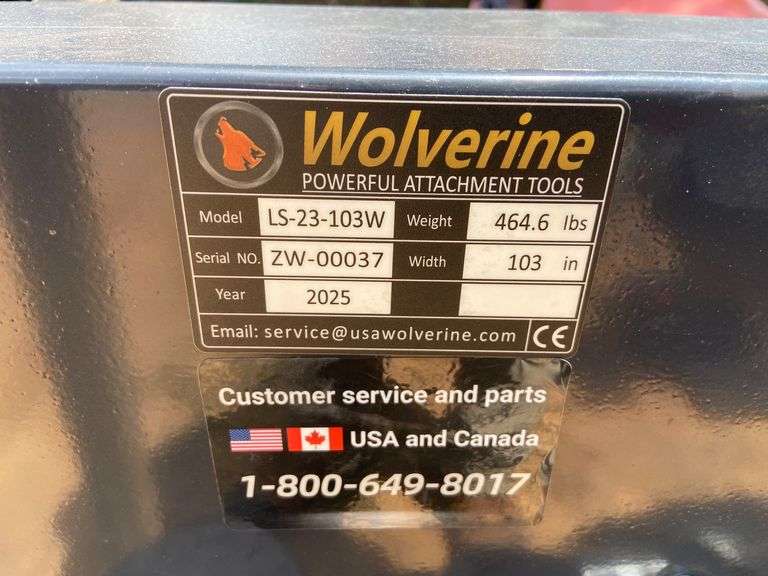 Wolverine
POWERFUL ATTACHMENT TOOLS
Model LS-23-103W Weight 464.6 lbs
Serial NO. ZW-00037 Width 103 in
Year 2025
Email: service@usawolverine.com CE
Customer service and parts
USA and Canada
1-800-649-8017